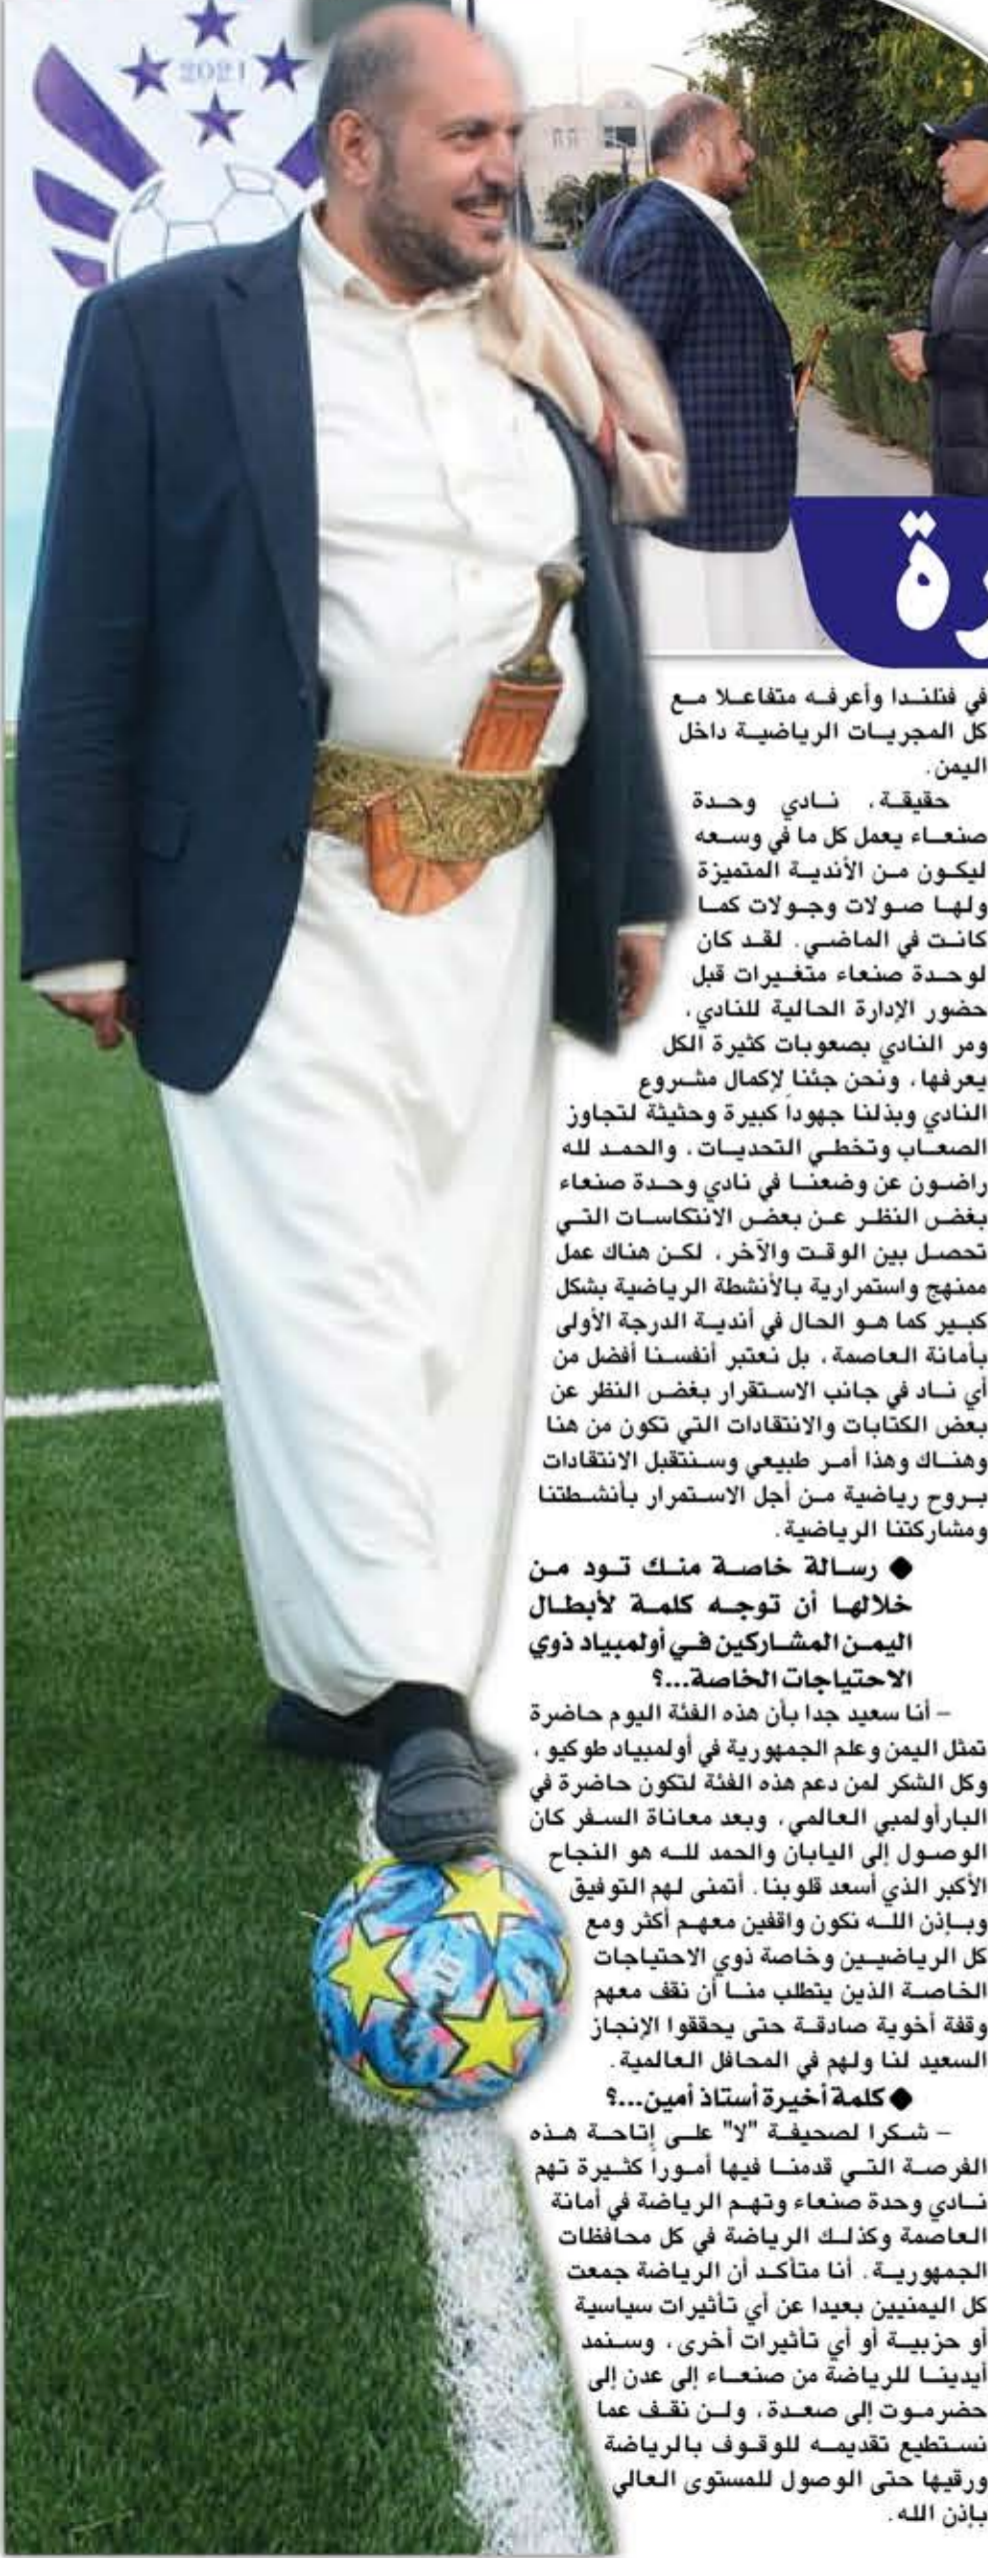 2021
رة
في فنلندا وأعرفه متفاعلا مع
كل المجريات الرياضية داخل
اليمن.
حقيقة، نادي وحدة
صنعاء يعمل كل ما في وسعه
ليكون من الأندية المتميزة
ولها صولات وجولات كما
كانت في الماضي. لقد كان
لوحدة صنعاء متغيرات قبل
حضور الإدارة الحالية للنادي،
ومر النادي بصعوبات كثيرة الكل
يعرفها، ونحن جئنا لإكمال مشروع
النادي وبذلنا جهوداً كبيرة وحثيثة لتجاوز
الصعاب وتخطي التحديات، والحمد لله
راضون عن وضعنا في نادي وحدة صنعاء
بغض النظر عن بعض الانتكاسات التي
تحصل بين الوقت والآخر، لكن هناك عمل
ممنهج واستمرارية بالأنشطة الرياضية بشكل
كبير كما هو الحال في أندية الدرجة الأولى
بأمانة العاصمة، بل نعتبر أنفسنا أفضل من
أي ناد في جانب الاستقرار بغض النظر عن
بعض الكتابات والانتقادات التي تكون من هنا
وهناك وهذا أمر طبيعي وسنتقبل الانتقادات
بروح رياضية من أجل الاستمرار بأنشطتنا
ومشاركتنا الرياضية.
◆ رسالة خاصة منك تود من
خلالها أن توجه كلمة لأبطال
اليمن المشاركين في أولمبياد ذوي
الاحتياجات الخاصة...؟
– أنا سعيد جدا بأن هذه الفئة اليوم حاضرة
تمثل اليمن وعلم الجمهورية في أولمبياد طوكيو،
وكل الشكر لمن دعم هذه الفئة لتكون حاضرة في
البارأولمبي العالمي، وبعد معاناة السفر كان
الوصول إلى اليابان والحمد لله هو النجاح
الأكبر الذي أسعد قلوبنا. أتمنى لهم التوفيق
وبإذن الله نكون واقفين معهم أكثر ومع
كل الرياضيين وخاصة ذوي الاحتياجات
الخاصة الذين يتطلب منا أن نقف معهم
وقفة أخوية صادقة حتى يحققوا الإنجاز
السعيد لنا ولهم في المحافل العالمية.
◆ كلمة أخيرة أستاذ أمين...؟
– شكرا لصحيفة "لا" على إتاحة هذه
الفرصة التي قدمنا فيها أموراً كثيرة تهم
نادي وحدة صنعاء وتهم الرياضة في أمانة
العاصمة وكذلك الرياضة في كل محافظات
الجمهورية. أنا متأكد أن الرياضة جمعت
كل اليمنيين بعيدا عن أي تأثيرات سياسية
أو حزبية أو أي تأثيرات أخرى، وسنمد
أيدينا للرياضة من صنعاء إلى عدن إلى
حضرموت إلى صعدة، ولن نقف عما
نستطيع تقديمه للوقوف بالرياضة
ورقيها حتى الوصول للمستوى العالي
بإذن الله.